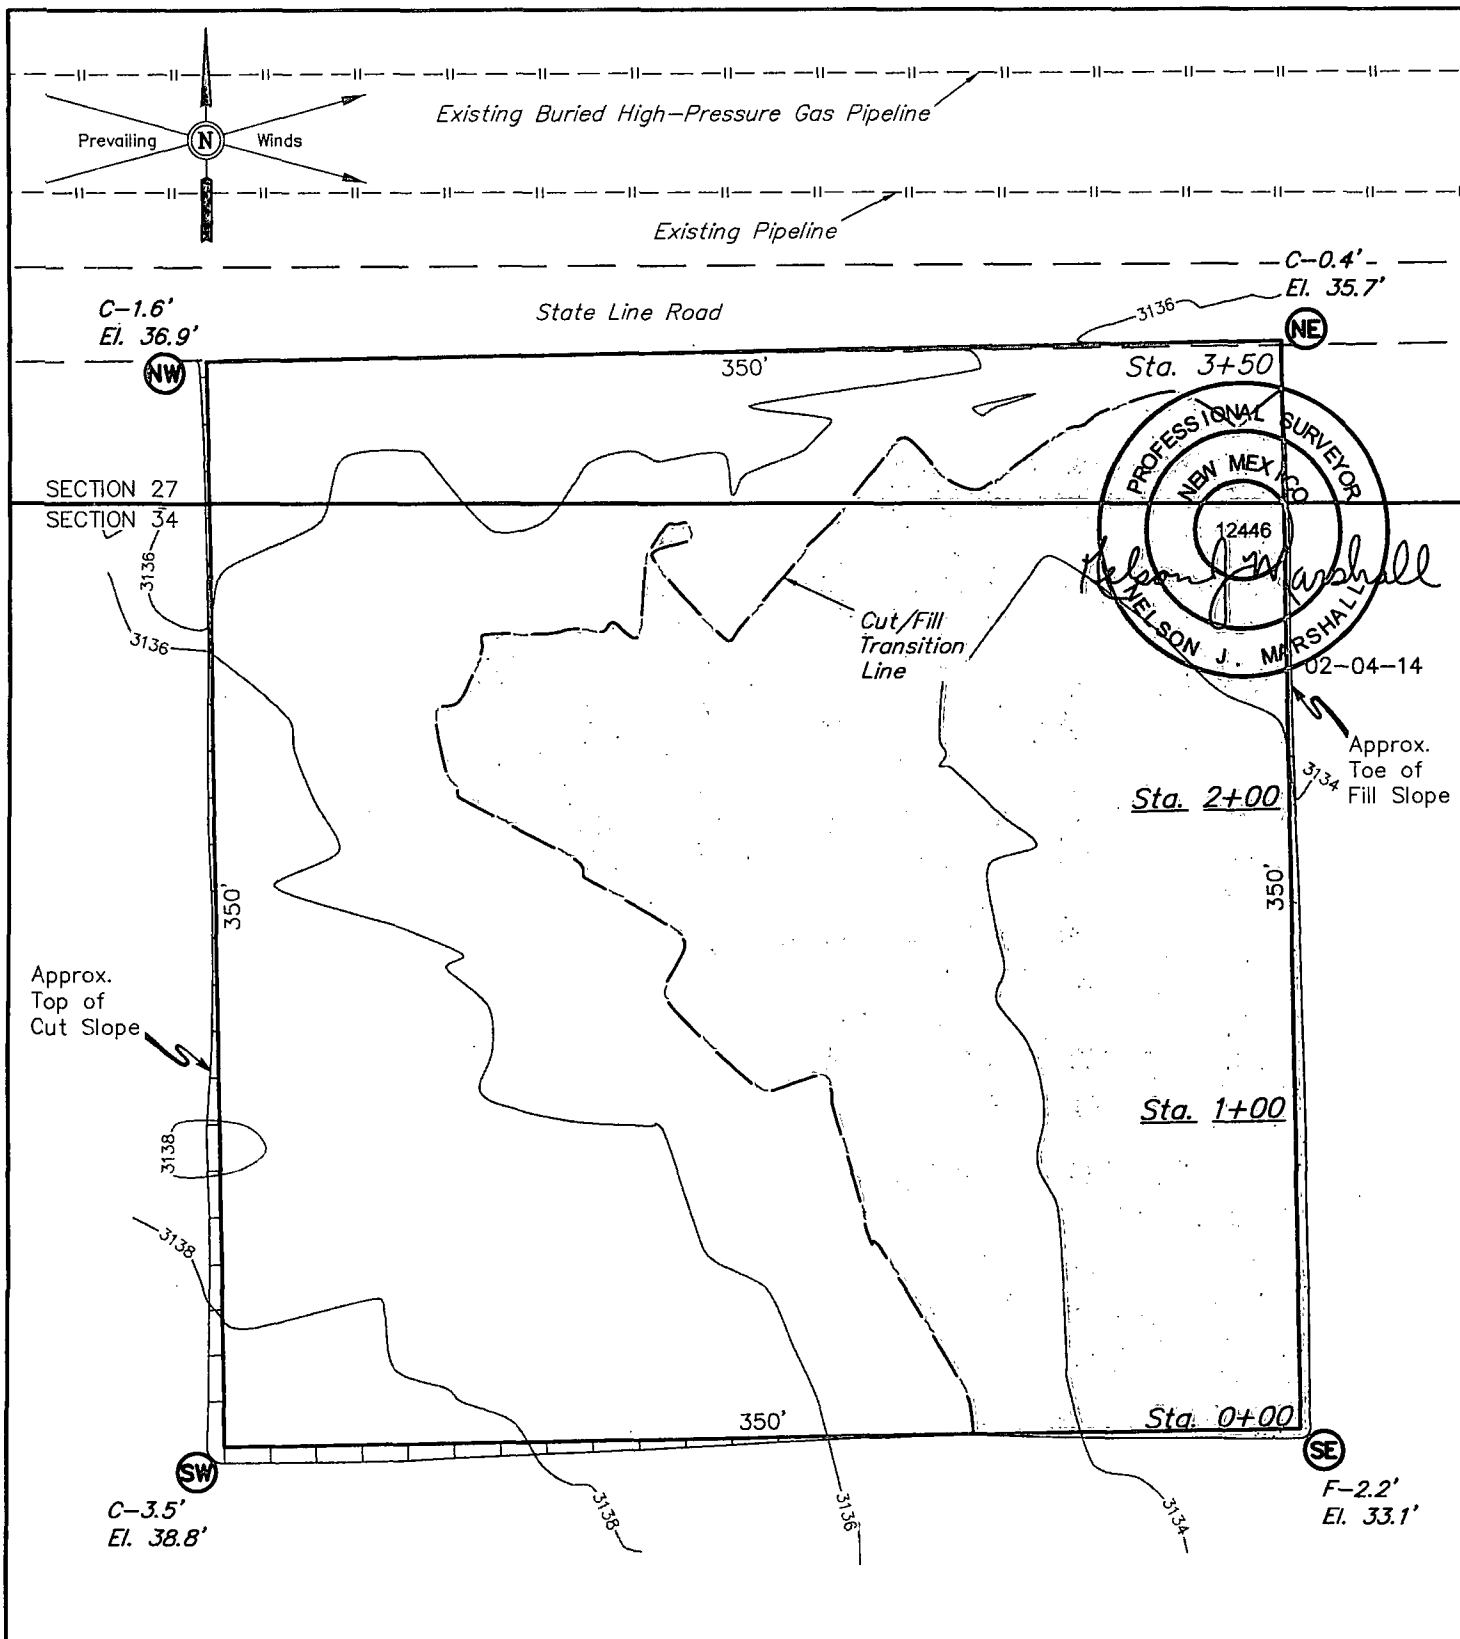 Existing Buried High-Pressure Gas Pipeline
Prevailing
N
Winds
Existing Pipeline
C-0.4'
El. 35.7'
C-1.6'
El. 36.9'
State Line Road
3136
NE
NW
350'
Sta. 3+50
PROFESSIONAL SURVEYOR
NEW MEXICO
SECTION 27
SECTION 34
12446
Nelson J. Marshall
NELSON J. MARSHALL
3136
3136
Cut/Fill
Transition
Line
02-04-14
Approx.
Toe of
Fill Slope
3134
Sta. 2+00
350'
350'
Approx.
Top of
Cut Slope
Sta. 1+00
3138
3138
350'
Sta. 0+00
SW
SE
C-3.5'
El. 38.8'
3138
3136
3134
F-2.2'
El. 33.1'